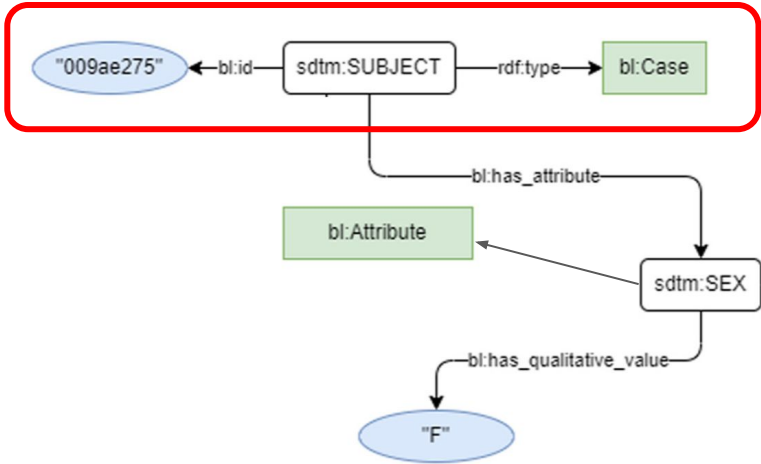 "009ae275"
bl:id
sdtm:SUBJECT
rdf:type
bl:Case
bl:has_attribute
bl:Attribute
sdtm:SEX
bl:has_qualitative_value
"F"